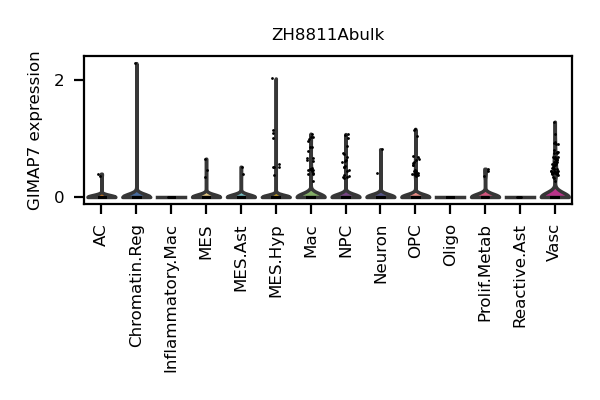 ZH8811Abulk
GIMAP7 expression
2
0
AC
Chromatin.Reg
Inflammatory.Mac
MES
MES.Ast
MES.Hyp
Mac
NPC
Neuron
OPC
Oligo
Prolif.Metab
Reactive.Ast
Vasc